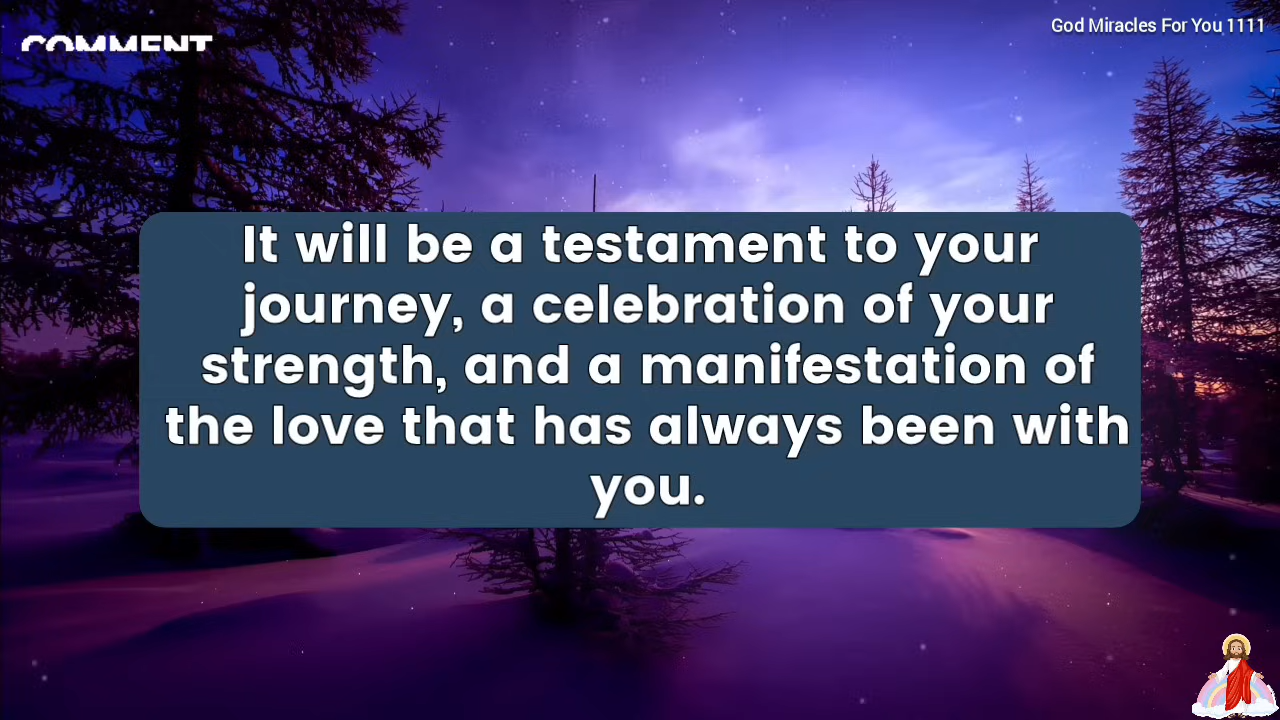 COMMENT
God Miracles For You 1111
It will be a testament to your
journey, a celebration of your
strength, and a manifestation of
the love that has always been with
you.